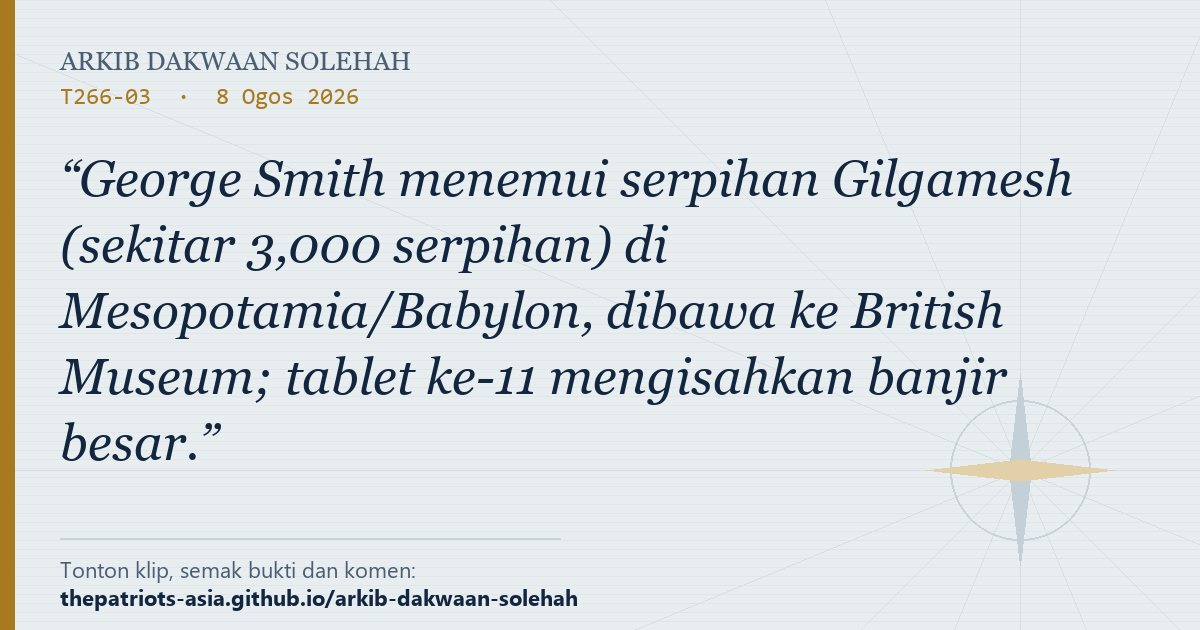 ARKIB DAKWAAN SOLEHAH
T266-03 · 8 Ogos 2026
“George Smith menemui serpihan Gilgamesh
(sekitar 3,000 serpihan) di
Mesopotamia/Babylon, dibawa ke British
Museum; tablet ke-11 mengisahkan banjir
besar.”
Tonton klip, semak bukti dan komen:
thepatriots-asia.github.io/arkib-dakwaan-solehah